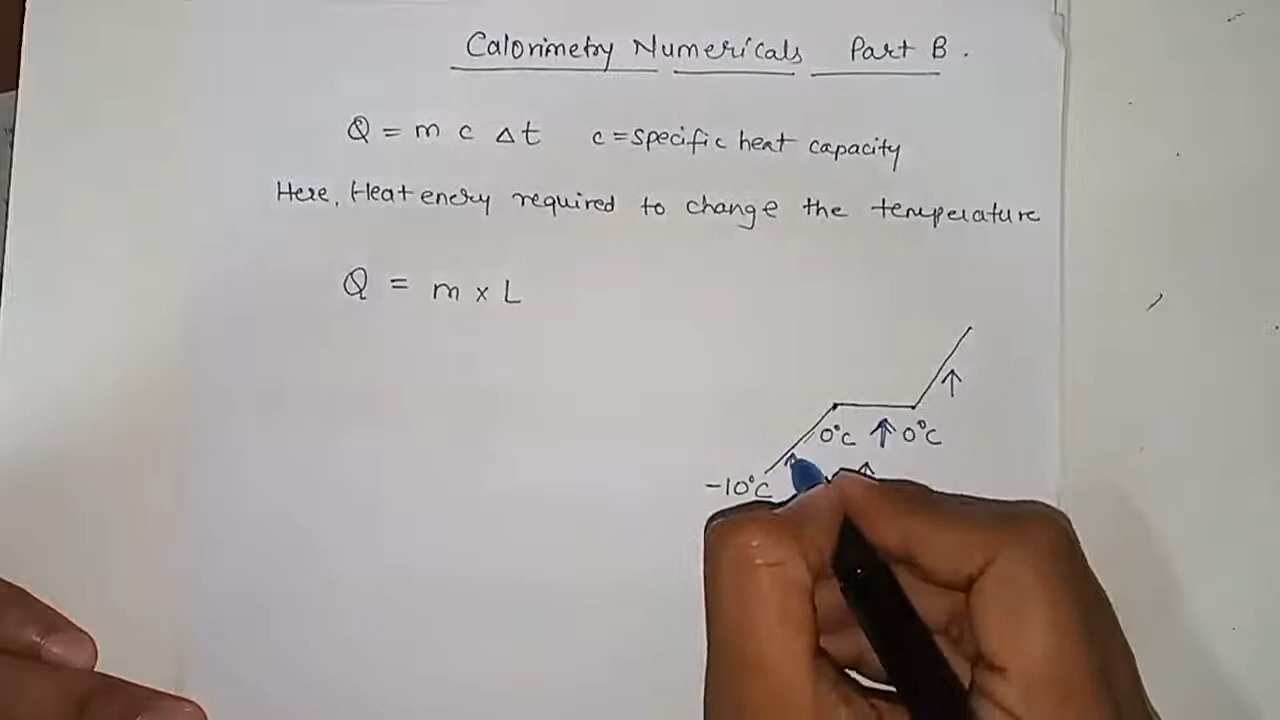 Calorimetry Numericals Part B.
Q = m c Δt c = specific heat capacity
Here, Heat enery required to change the temperature
Q = m x L
0°C 0°C
-10°C